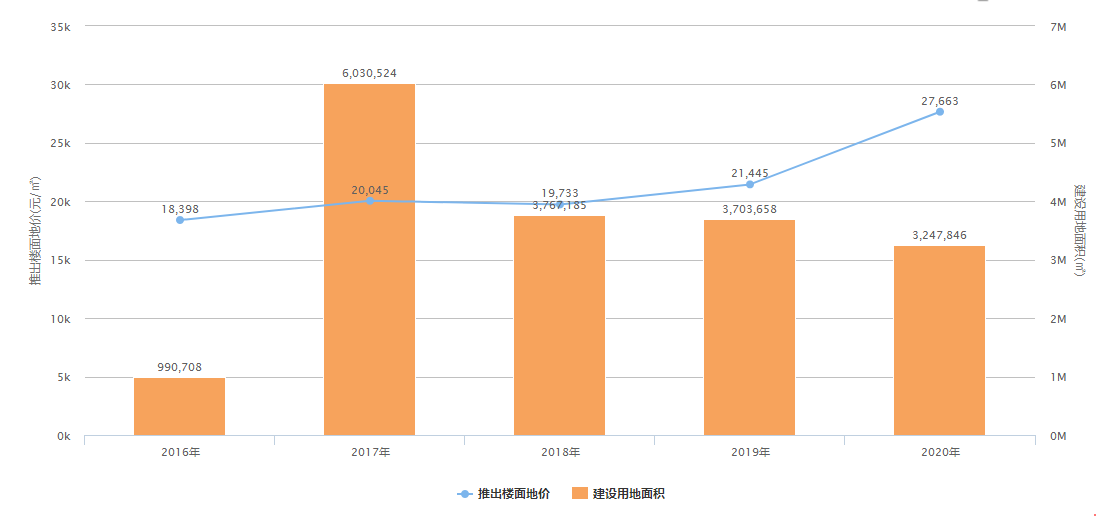 35k
7M
6,030,524
30k
6M
27,663
25k
5M
21,445
20,045
19,733
20k
4M
18,398
3,767,185
3,703,658
推出楼面地价(元/㎡)
建设用地面积(㎡)
3,247,846
15k
3M
10k
2M
990,708
5k
1M
0k
0M
2016年
2017年
2018年
2019年
2020年
推出楼面地价
建设用地面积